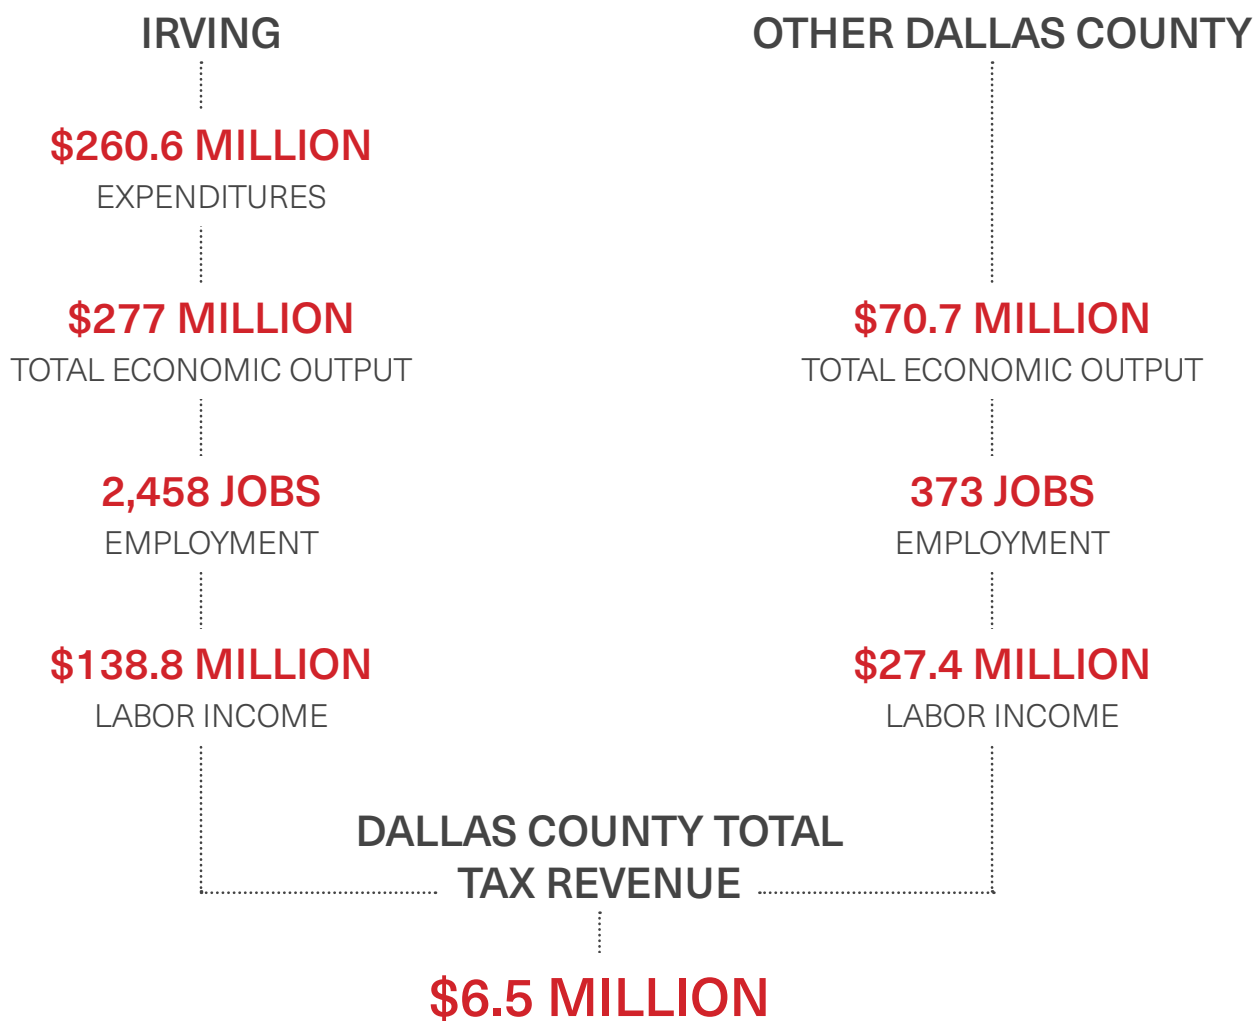 IRVING
$260.6 MILLION
EXPENDITURES
$277 MILLION
TOTAL ECONOMIC OUTPUT
2,458 JOBS
EMPLOYMENT
$138.8 MILLION
LABOR INCOME
OTHER DALLAS COUNTY
$70.7 MILLION
TOTAL ECONOMIC OUTPUT
373 JOBS
EMPLOYMENT
$27.4 MILLION
LABOR INCOME
DALLAS COUNTY TOTAL
TAX REVENUE
$6.5 MILLION